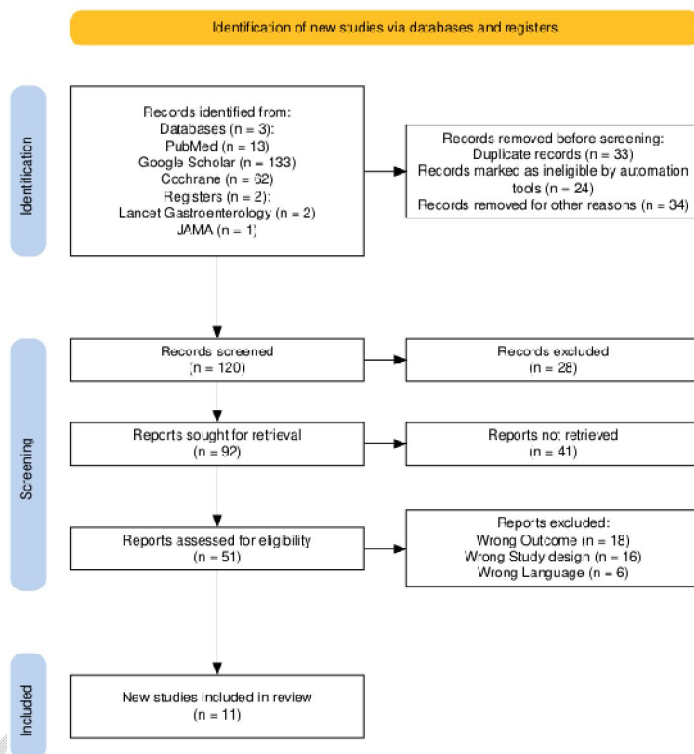 Identification of new studies via databases and registers
Identification
Records identified from:
Databases (n = 3):
PubMed (n = 13)
Google Scholar (n = 133)
Cochrane (n = 62)
Registers (n = 2):
Lancet Gastroenterology (n = 2)
JAMA (n = 1)
Records removed before screening:
Duplicate records (n = 33)
Records marked as ineligible by automation
tools (n = 24)
Records removed for other reasons (n = 34)
Screening
Records screened
(n = 120)
Records excluded
(n = 28)
Reports sought for retrieval
(n = 92)
Reports not retrieved
(n = 41)
Reports assessed for eligibility
(n = 51)
Reports excluded:
Wrong Outcome (n = 18)
Wrong Study design (n = 16)
Wrong Language (n = 6)
Included
New studies included in review
(n = 11)